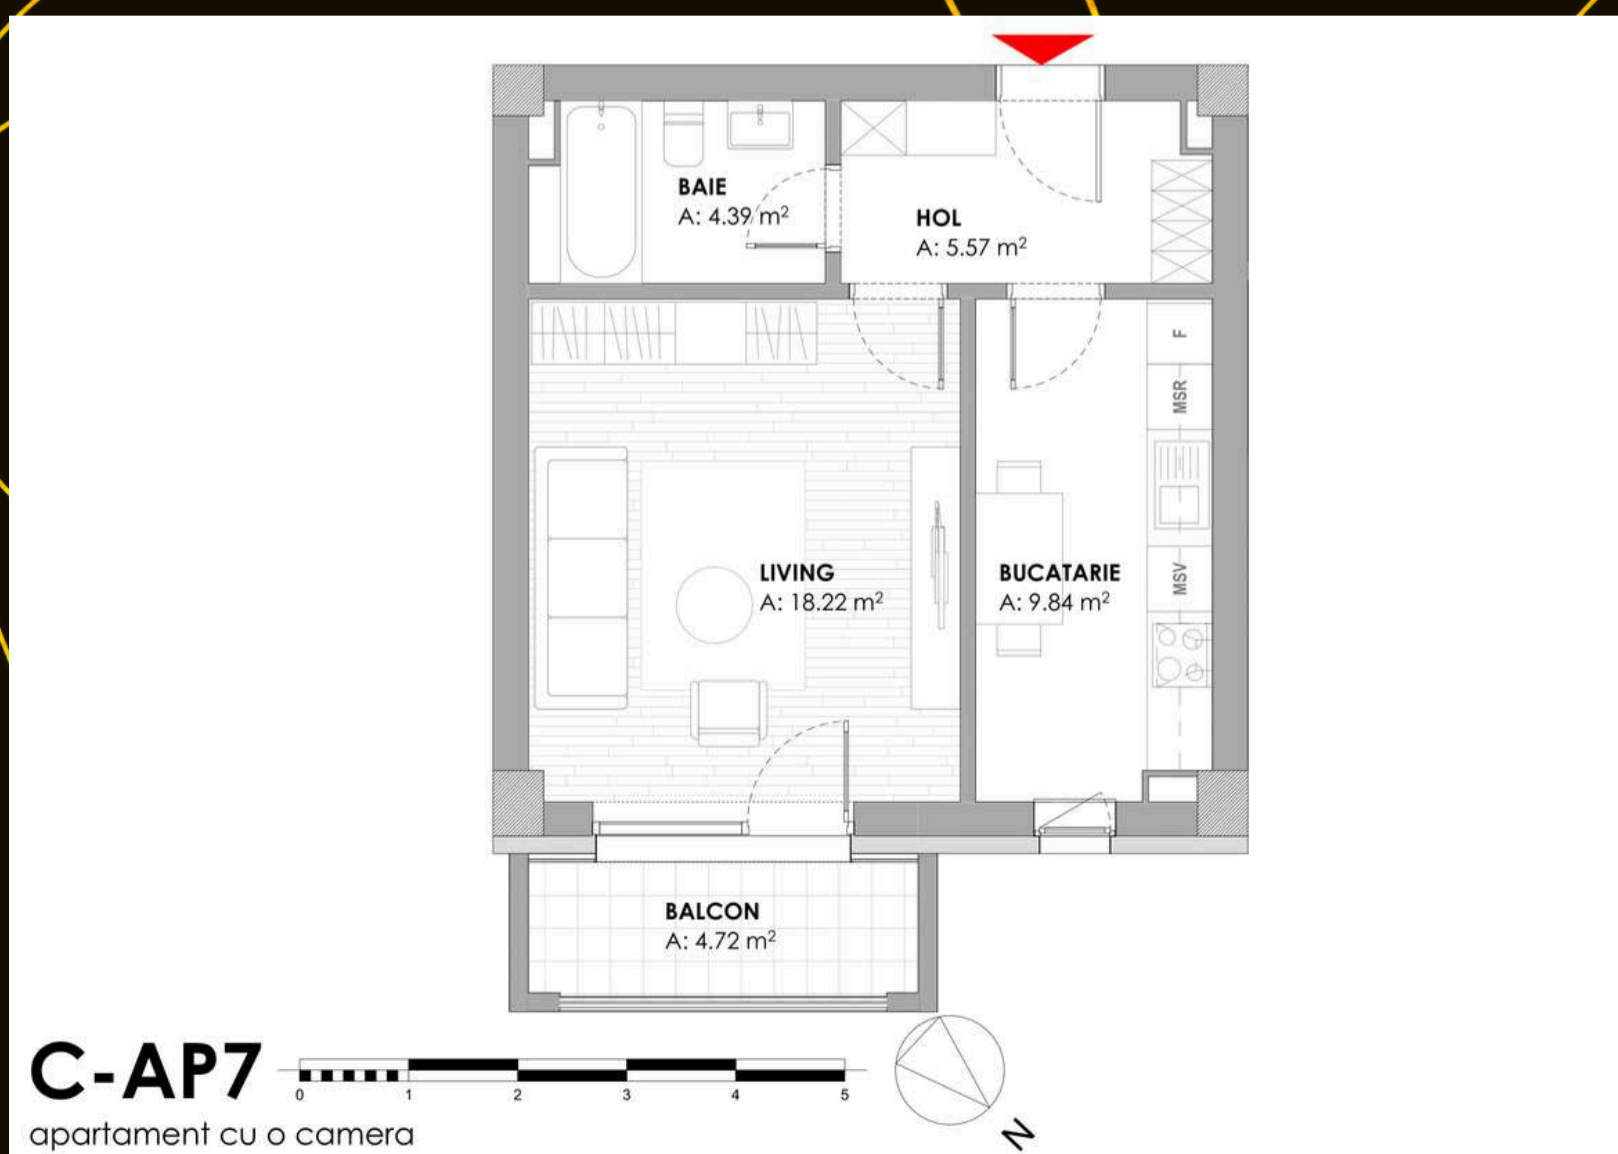 BAIE
A: 4.39 m²
HOL
A: 5.57 m²
F
MSR
LIVING
A: 18.22 m²
BUCATARIE
A: 9.84 m²
MSV
BALCON
A: 4.72 m²
C-AP7
0 1 2 3 4 5
apartament cu o camera
N